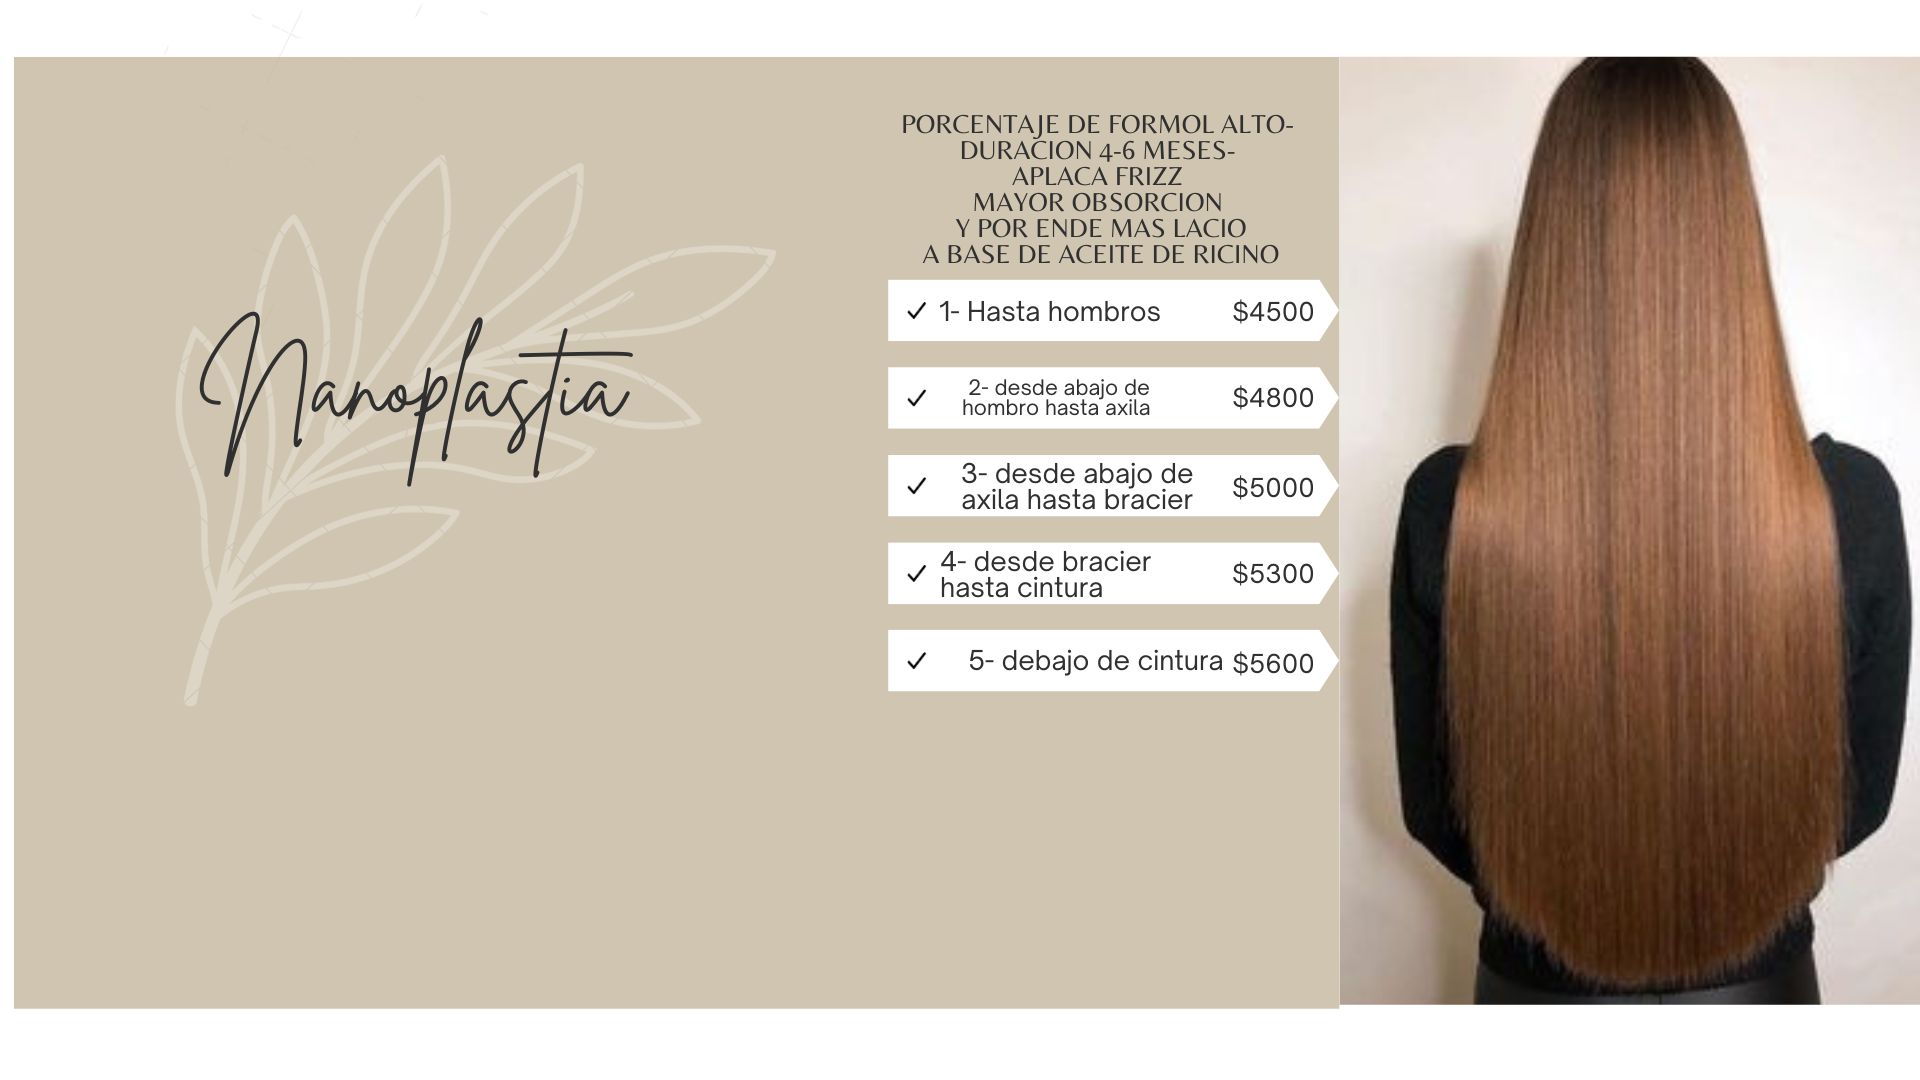 Nanoplastia
PORCENTAJE DE FORMOL ALTO-
DURACION 4-6 MESES-
APLACA FRIZZ
MAYOR OBSORCION
Y POR ENDE MAS LACIO
A BASE DE ACEITE DE RICINO
1- Hasta hombros $4500
2- desde abajo de
hombro hasta axila $4800
3- desde abajo de
axila hasta bracier $5000
4- desde bracier
hasta cintura $5300
5- debajo de cintura $5600